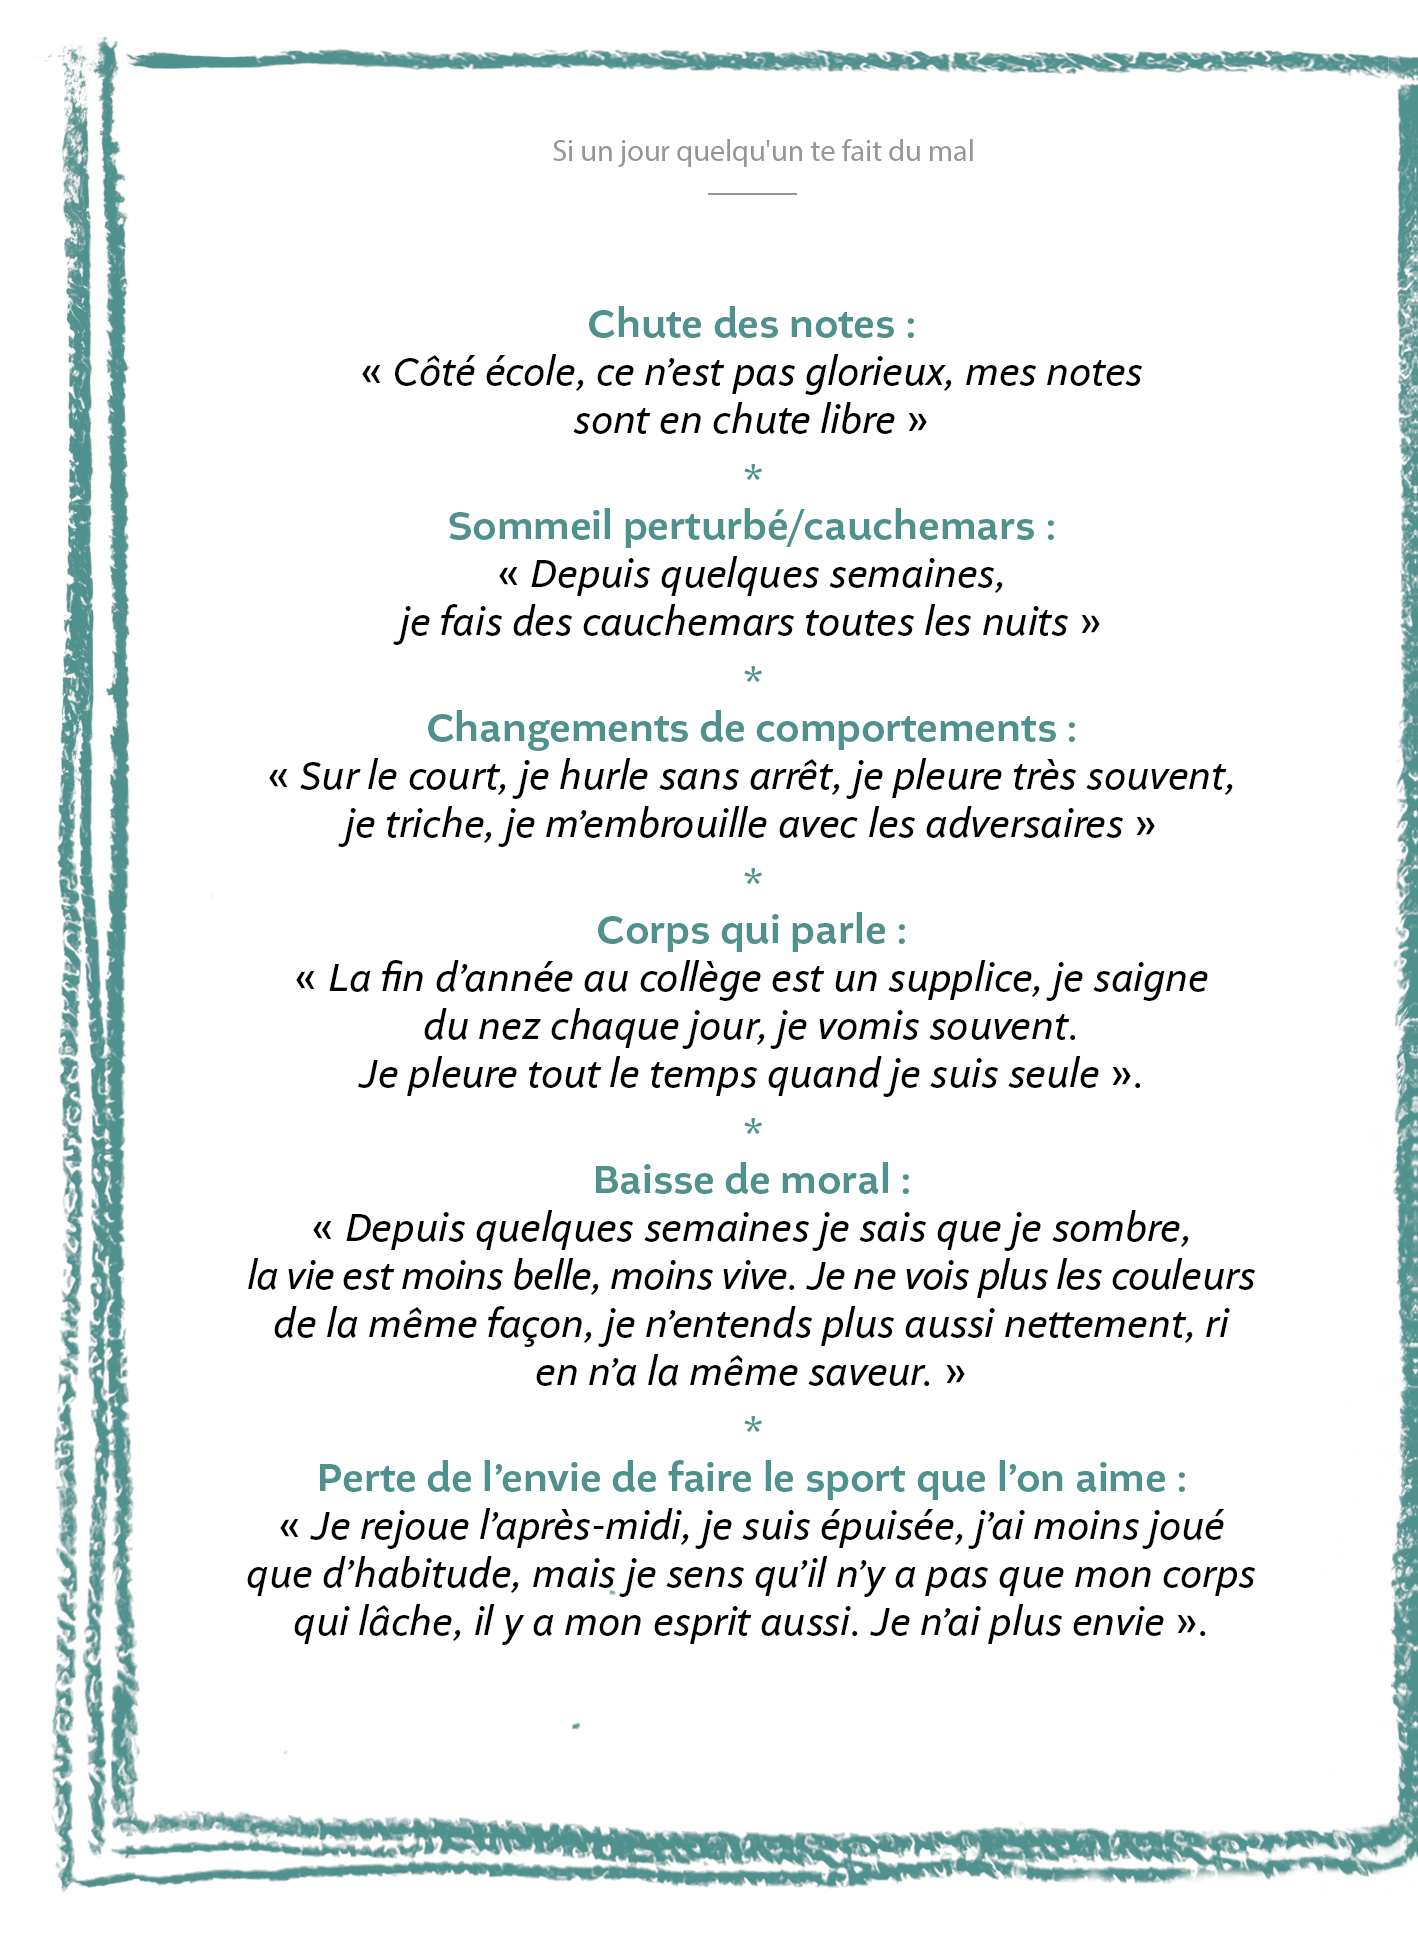 Si un jour quelqu'un te fait du mal
Chute des notes :
« Côté école, ce n’est pas glorieux, mes notes
sont en chute libre »
*
Sommeil perturbé/cauchemars :
« Depuis quelques semaines,
je fais des cauchemars toutes les nuits »
*
Changements de comportements :
« Sur le court, je hurle sans arrêt, je pleure très souvent,
je triche, je m’embrouille avec les adversaires »
*
Corps qui parle :
« La fin d’année au collège est un supplice, je saigne
du nez chaque jour, je vomis souvent.
Je pleure tout le temps quand je suis seule ».
*
Baisse de moral :
« Depuis quelques semaines je sais que je sombre,
la vie est moins belle, moins vive. Je ne vois plus les couleurs
de la même façon, je n’entends plus aussi nettement, ri
en n’a la même saveur. »
*
Perte de l’envie de faire le sport que l’on aime :
« Je rejoue l’après-midi, je suis épuisée, j’ai moins joué
que d’habitude, mais je sens qu’il n’y a pas que mon corps
qui lâche, il y a mon esprit aussi. Je n’ai plus envie ».